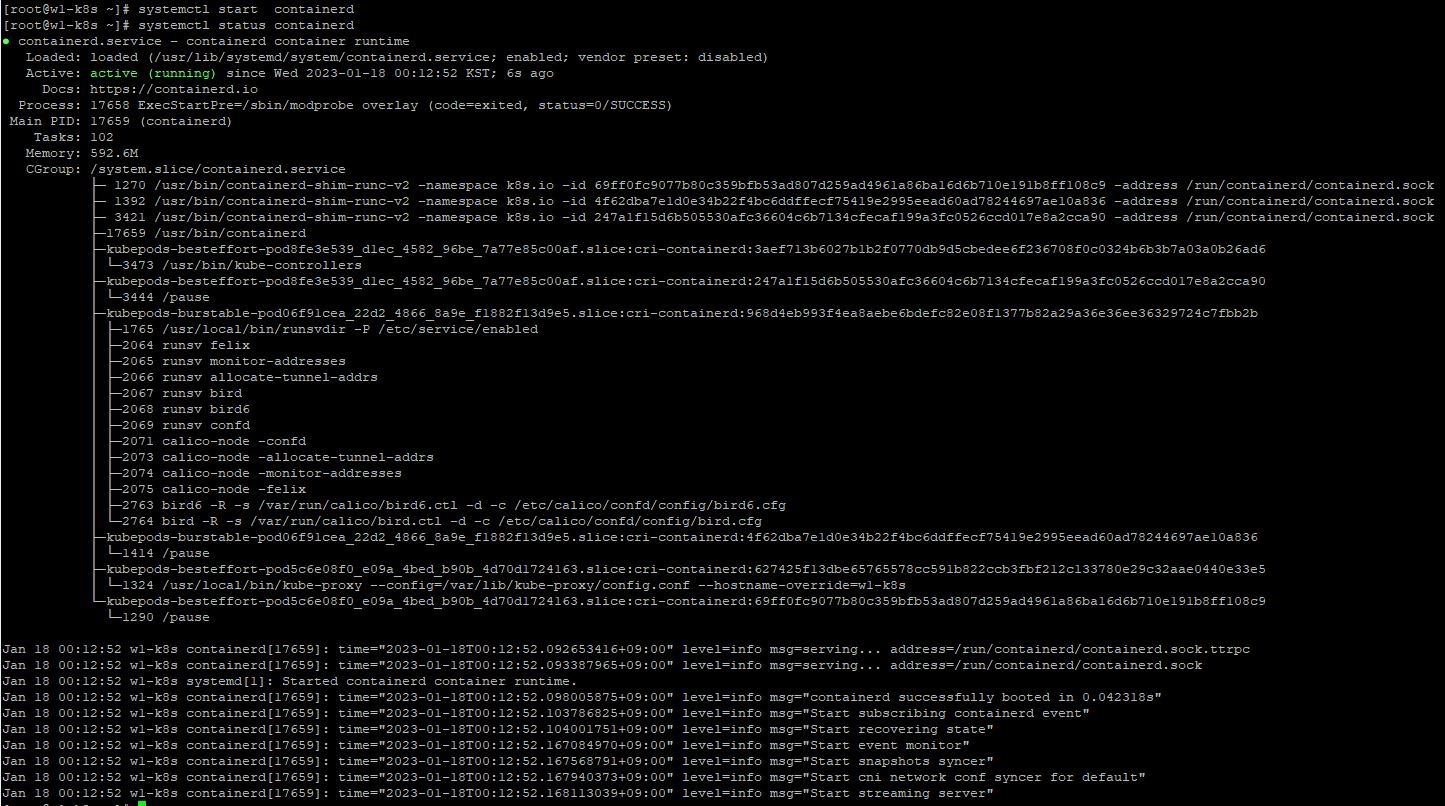 [root@w1-k8s ~]# systemctl start  containerd
[root@w1-k8s ~]# systemctl status containerd
● containerd.service - containerd container runtime
   Loaded: loaded (/usr/lib/systemd/system/containerd.service; enabled; vendor preset: disabled)
   Active: active (running) since Wed 2023-01-18 00:12:52 KST; 6s ago
     Docs: https://containerd.io
  Process: 17658 ExecStartPre=/sbin/modprobe overlay (code=exited, status=0/SUCCESS)
 Main PID: 17659 (containerd)
    Tasks: 102
   Memory: 592.6M
   CGroup: /system.slice/containerd.service
           ├─ 1270 /usr/bin/containerd-shim-runc-v2 -namespace k8s.io -id 69ff0fc9077b80c359bfb53ad807d259ad4961a86ba16d6b710e191b8ff108c9 -address /run/containerd/containerd.sock
           ├─ 1392 /usr/bin/containerd-shim-runc-v2 -namespace k8s.io -id 4f62dba7e1d0e34b22f4bc6ddffecf75419e2995eead60ad78244697ae10a836 -address /run/containerd/containerd.sock
           ├─ 3421 /usr/bin/containerd-shim-runc-v2 -namespace k8s.io -id 247a1f15d6b505530afc36604c6b7134cfecaf199a3fc0526ccd017e8a2cca90 -address /run/containerd/containerd.sock
           ├─17659 /usr/bin/containerd
           ├─kubepods-besteffort-pod8fe3e539_d1ec_4582_96be_7a77e85c00af.slice:cri-containerd:3aef713b6027b1b2f0770db9d5cbedee6f236708f0c0324b6b3b7a03a0b26ad6
           │ └─3473 /usr/bin/kube-controllers
           ├─kubepods-besteffort-pod8fe3e539_d1ec_4582_96be_7a77e85c00af.slice:cri-containerd:247a1f15d6b505530afc36604c6b7134cfecaf199a3fc0526ccd017e8a2cca90
           │ └─3444 /pause
           ├─kubepods-burstable-pod06f91cea_22d2_4866_8a9e_f1882f13d9e5.slice:cri-containerd:968d4eb993f4ea8aebe6bdefc82e08f1377b82a29a36e36ee36329724c7fbb2b
           │ ├─1765 /usr/local/bin/runsvdir -P /etc/service/enabled
           │ ├─2064 runsv felix
           │ ├─2065 runsv monitor-addresses
           │ ├─2066 runsv allocate-tunnel-addrs
           │ ├─2067 runsv bird
           │ ├─2068 runsv bird6
           │ ├─2069 runsv confd
           │ ├─2071 calico-node -confd
           │ ├─2073 calico-node -allocate-tunnel-addrs
           │ ├─2074 calico-node -monitor-addresses
           │ ├─2075 calico-node -felix
           │ ├─2763 bird6 -R -s /var/run/calico/bird6.ctl -d -c /etc/calico/confd/config/bird6.cfg
           │ └─2764 bird -R -s /var/run/calico/bird.ctl -d -c /etc/calico/confd/config/bird.cfg
           ├─kubepods-burstable-pod06f91cea_22d2_4866_8a9e_f1882f13d9e5.slice:cri-containerd:4f62dba7e1d0e34b22f4bc6ddffecf75419e2995eead60ad78244697ae10a836
           │ └─1414 /pause
           ├─kubepods-besteffort-pod5c6e08f0_e09a_4bed_b90b_4d70d1724163.slice:cri-containerd:627425f13dbe65765578cc591b822ccb3fbf212c133780e29c32aae0440e33e5
           │ └─1324 /usr/local/bin/kube-proxy --config=/var/lib/kube-proxy/config.conf --hostname-override=w1-k8s
           └─kubepods-besteffort-pod5c6e08f0_e09a_4bed_b90b_4d70d1724163.slice:cri-containerd:69ff0fc9077b80c359bfb53ad807d259ad4961a86ba16d6b710e191b8ff108c9
             └─1290 /pause
Jan 18 00:12:52 w1-k8s containerd[17659]: time="2023-01-18T00:12:52.092653416+09:00" level=info msg=serving... address=/run/containerd/containerd.sock.ttrpc
Jan 18 00:12:52 w1-k8s containerd[17659]: time="2023-01-18T00:12:52.093387965+09:00" level=info msg=serving... address=/run/containerd/containerd.sock
Jan 18 00:12:52 w1-k8s systemd[1]: Started containerd container runtime.
Jan 18 00:12:52 w1-k8s containerd[17659]: time="2023-01-18T00:12:52.098005875+09:00" level=info msg="containerd successfully booted in 0.042318s"
Jan 18 00:12:52 w1-k8s containerd[17659]: time="2023-01-18T00:12:52.103786825+09:00" level=info msg="Start subscribing containerd event"
Jan 18 00:12:52 w1-k8s containerd[17659]: time="2023-01-18T00:12:52.104001751+09:00" level=info msg="Start recovering state"
Jan 18 00:12:52 w1-k8s containerd[17659]: time="2023-01-18T00:12:52.167084970+09:00" level=info msg="Start event monitor"
Jan 18 00:12:52 w1-k8s containerd[17659]: time="2023-01-18T00:12:52.167568791+09:00" level=info msg="Start snapshots syncer"
Jan 18 00:12:52 w1-k8s containerd[17659]: time="2023-01-18T00:12:52.167940373+09:00" level=info msg="Start cni network conf syncer for default"
Jan 18 00:12:52 w1-k8s containerd[17659]: time="2023-01-18T00:12:52.168113039+09:00" level=info msg="Start streaming server"